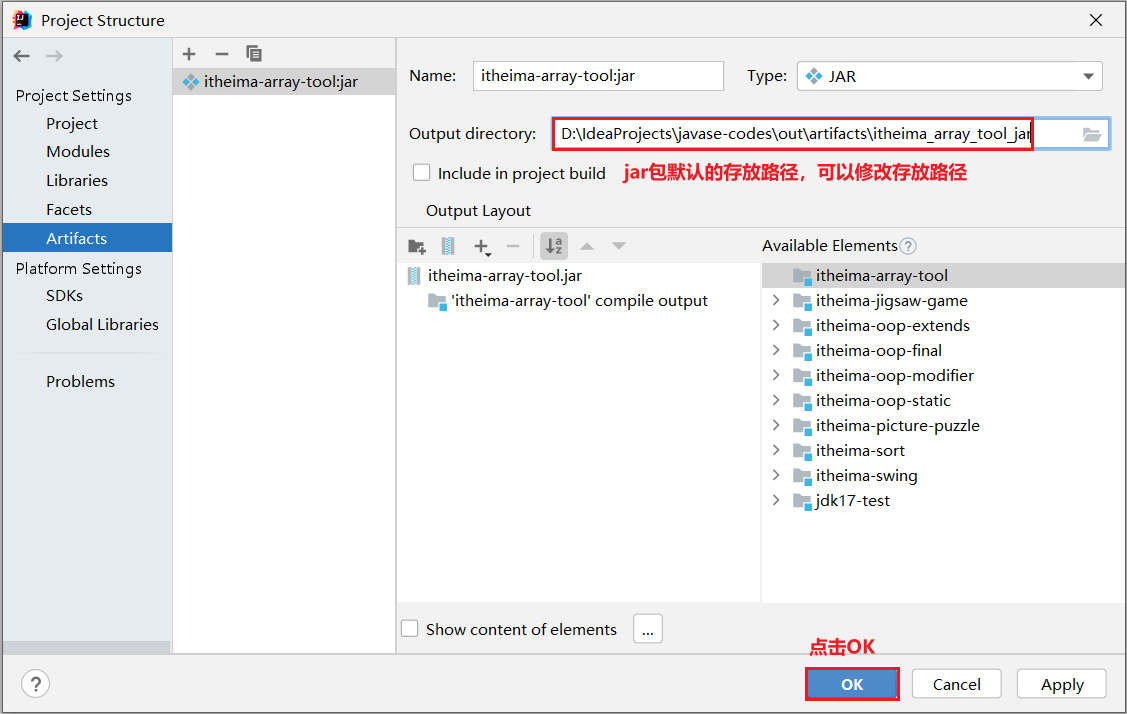 Project Structure
Project Settings
Project
Modules
Libraries
Facets
Artifacts
Platform Settings
SDKs
Global Libraries
Problems
itheima-array-tool:jar
Name: itheima-array-tool:jar Type: JAR
Output directory: D:\IdeaProjects\javase-codes\out\artifacts\itheima_array_tool_jar
Include in project build jar包默认的存放路径，可以修改存放路径
Output Layout
itheima-array-tool.jar
'itheima-array-tool' compile output
Available Elements ?
itheima-array-tool
itheima-jigsaw-game
itheima-oop-extends
itheima-oop-final
itheima-oop-modifier
itheima-oop-static
itheima-picture-puzzle
itheima-sort
itheima-swing
jdk17-test
Show content of elements ...
点击OK
? OK Cancel Apply